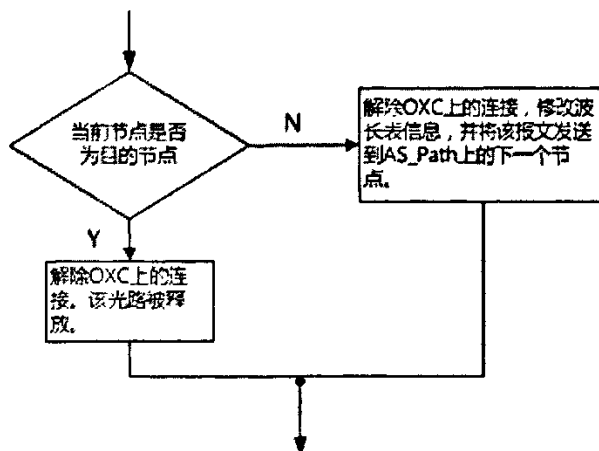 当前节点是否
为目的节点
N
解除OXC上的连接，修改波
长表信息，并将该报文发送
到AS_Path上的下一个节
点。
Y
解除OXC上的连
接。该光路被释
放。